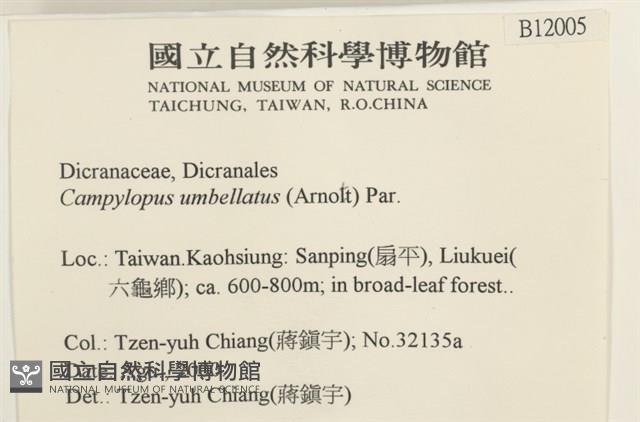 B12005
國立自然科學博物館
NATIONAL MUSEUM OF NATURAL SCIENCE
TAICHUNG, TAIWAN, R.O.CHINA
Dicranaceae, Dicranales
Campylopus umbellatus (Arnott) Par.
Loc.: Taiwan.Kaohsiung: Sanping(扇平), Liukuei(
六龜鄉); ca. 600-800m; in broad-leaf forest..
Col.: Tzen-yuh Chiang(蔣鎭宇); No.32135a
國立自然科學博物館
NATIONAL MUSEUM OF NATURAL SCIENCE
Det.: Tzen-yuh Chiang(蔣鎭宇)